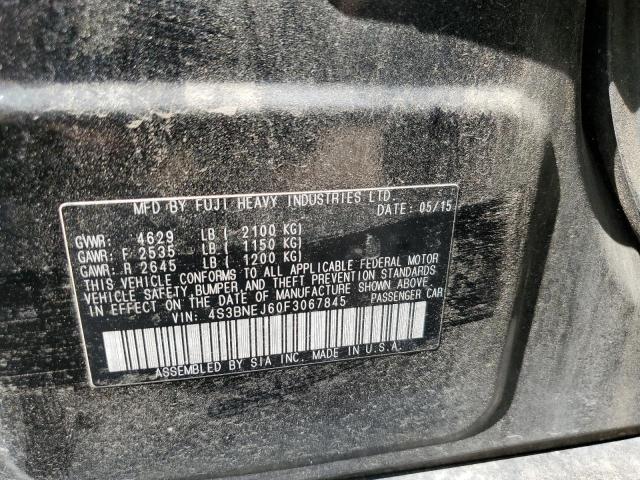 MFD BY FUJI HEAVY INDUSTRIES LTD
DATE: 05/15
GVWR: 4629 LB ( 2100 KG)
GAWR: F 2535 LB ( 1150 KG)
GAWR: R 2645 LB ( 1200 KG)
THIS VEHICLE CONFORMS TO ALL APPLICABLE FEDERAL MOTOR
VEHICLE SAFETY, BUMPER, AND THEFT PREVENTION STANDARDS
IN EFFECT ON THE DATE OF MANUFACTURE SHOWN ABOVE.
VIN: 4S3BNEJ60F3067845 PASSENGER CAR
ASSEMBLED BY SIA INC. MADE IN U.S.A.